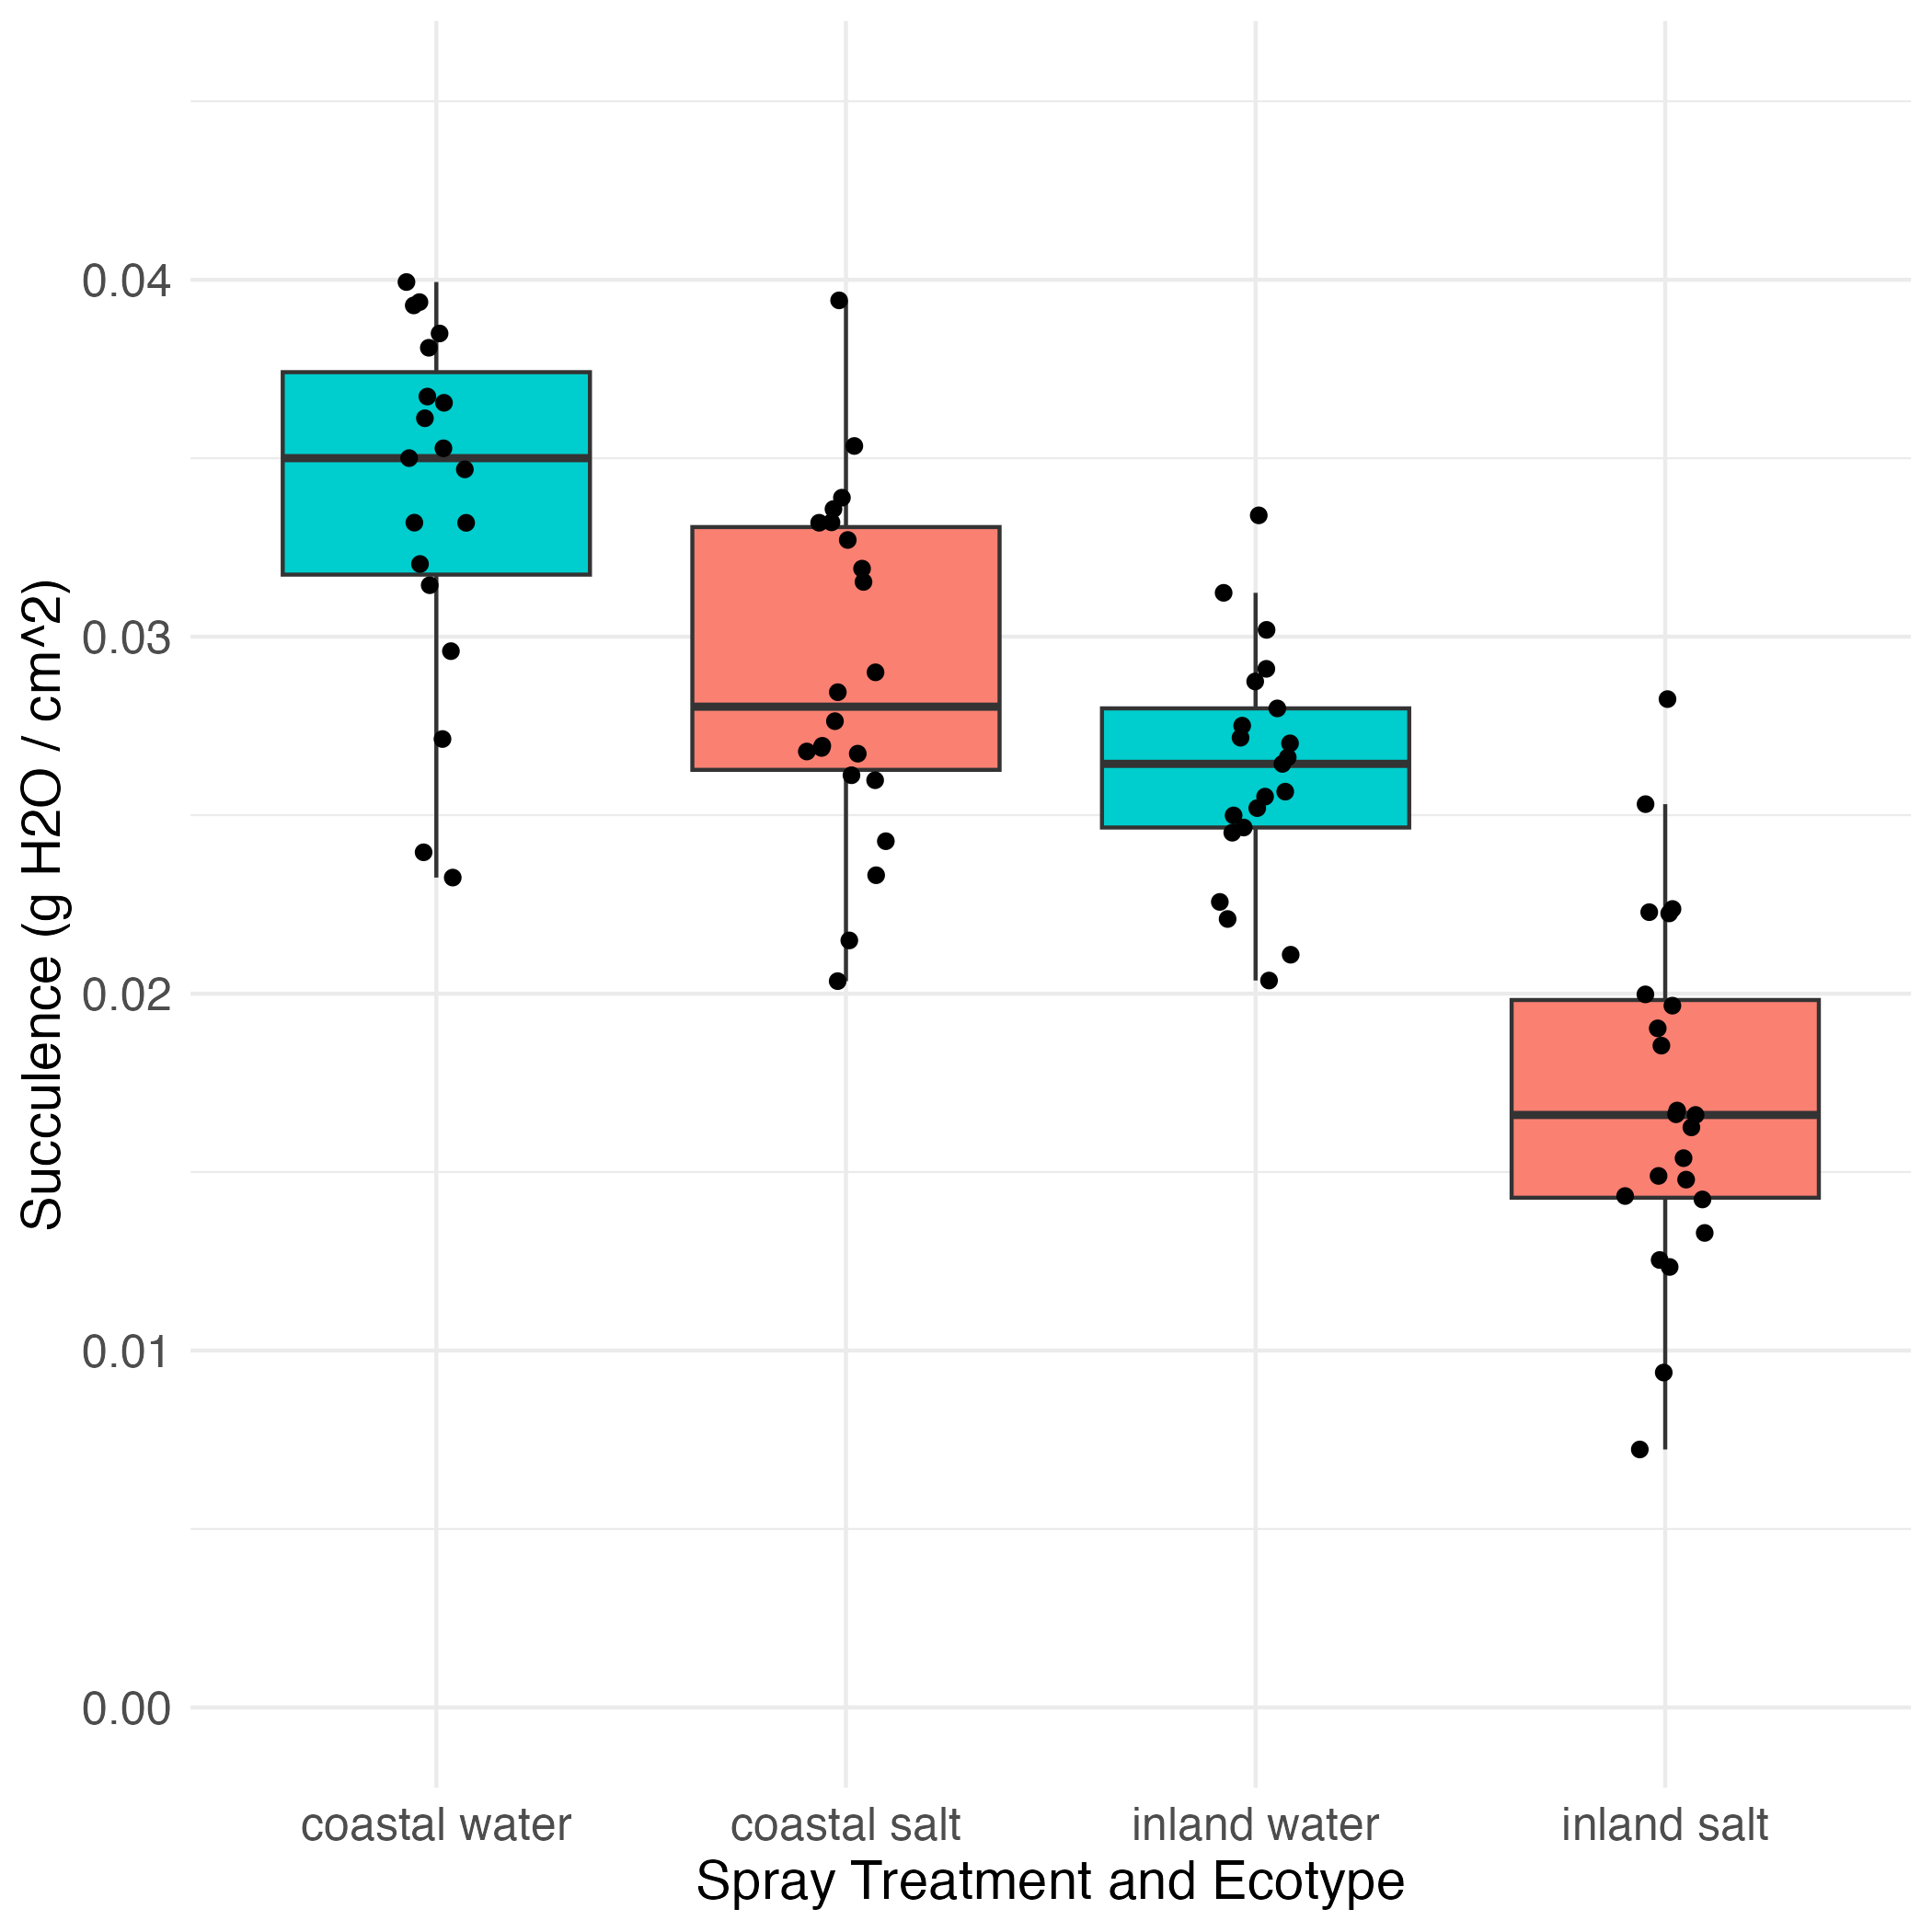 Succulence (g H2O / cm^2)
0.04
0.03
0.02
0.01
0.00
coastal water
coastal salt
inland water
inland salt
Spray Treatment and Ecotype